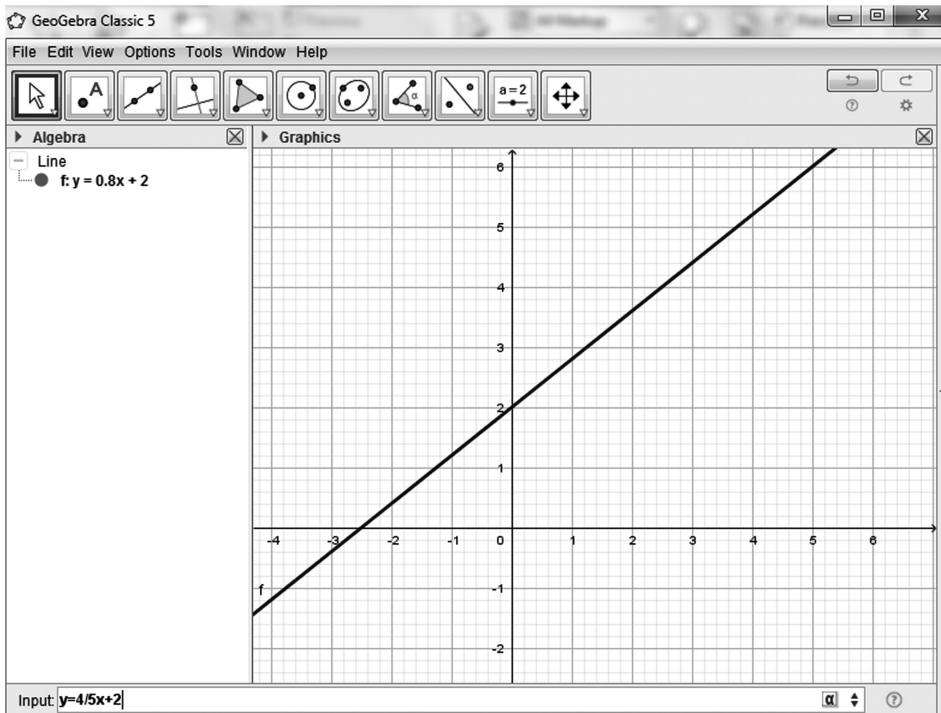 GeoGebra Classic 5
File Edit View Options Tools Window Help
A
α
a = 2
Algebra
Graphics
Line
f: y = 0.8x + 2
6
5
4
3
2
1
-4 -3 -2 -1 0 1 2 3 4 5 6
f
-1
-2
Input: y=4/5x+2
α